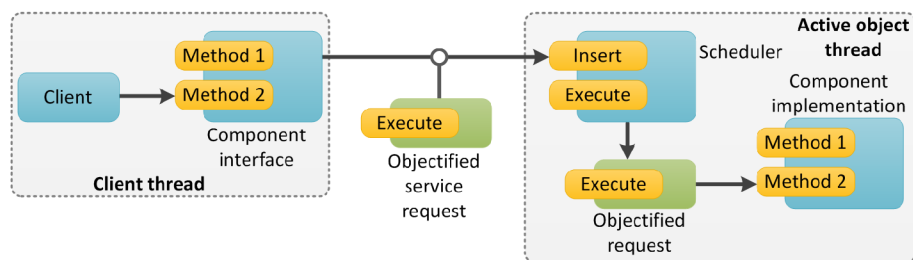 Client
Method 1
Method 2
Component
interface
Client thread
Execute
Objectified
service
request
Active object
thread
Insert
Execute
Scheduler
Component
implementation
Method 1
Method 2
Execute
Objectified
request